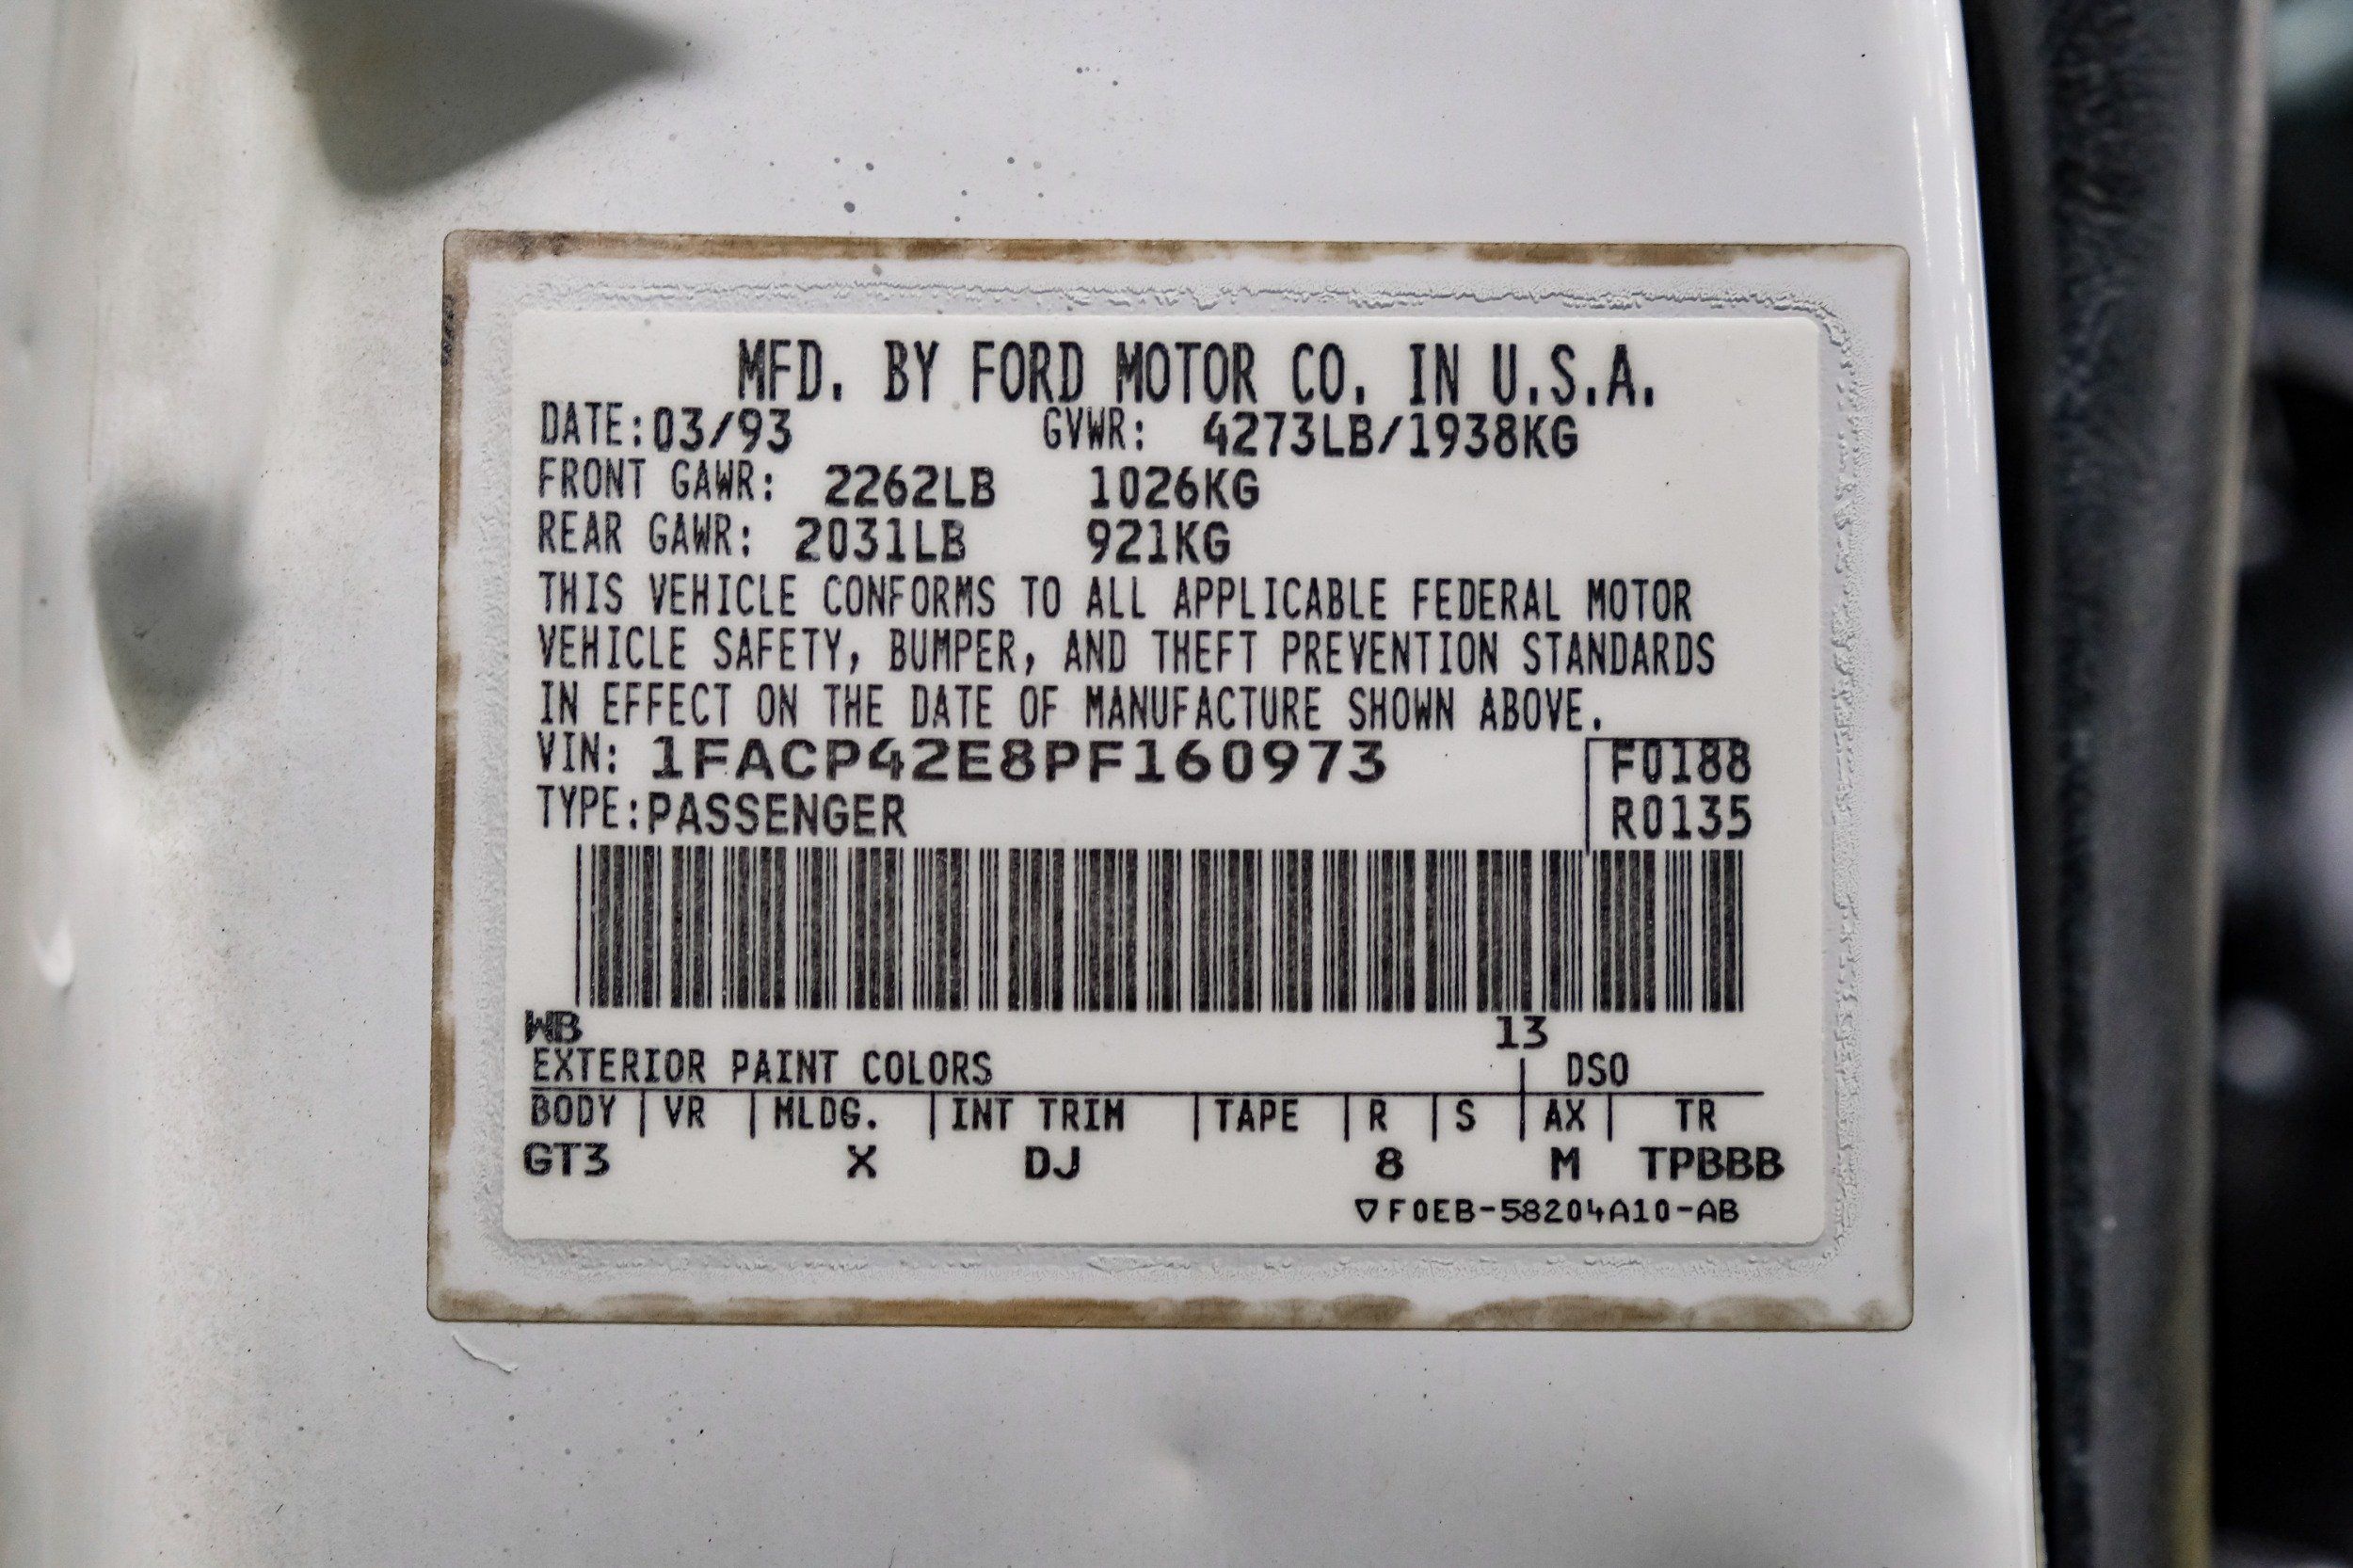 MFD. BY FORD MOTOR CO. IN U.S.A.
DATE:03/93 GVWR: 4273LB/1938KG
FRONT GAWR: 2262LB 1026KG
REAR GAWR: 2031LB 921KG
THIS VEHICLE CONFORMS TO ALL APPLICABLE FEDERAL MOTOR
VEHICLE SAFETY, BUMPER, AND THEFT PREVENTION STANDARDS
IN EFFECT ON THE DATE OF MANUFACTURE SHOWN ABOVE.
VIN: 1FACP42E8PF160973 F0188
TYPE:PASSENGER R0135
WB 13
EXTERIOR PAINT COLORS DSO
BODY VR MLDG. INT TRIM TAPE R S AX TR
GT3 X DJ 8 M TPBBB
▽F0EB-58204A10-AB